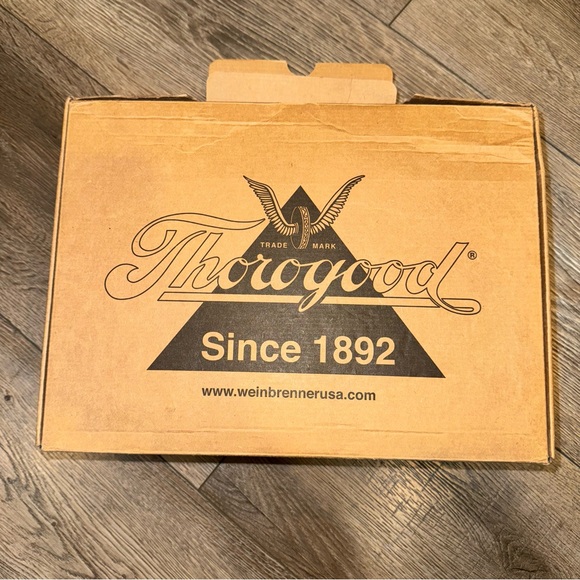 TRADE MARK
Thorogood®
Since 1892
www.weinbrennerusa.com